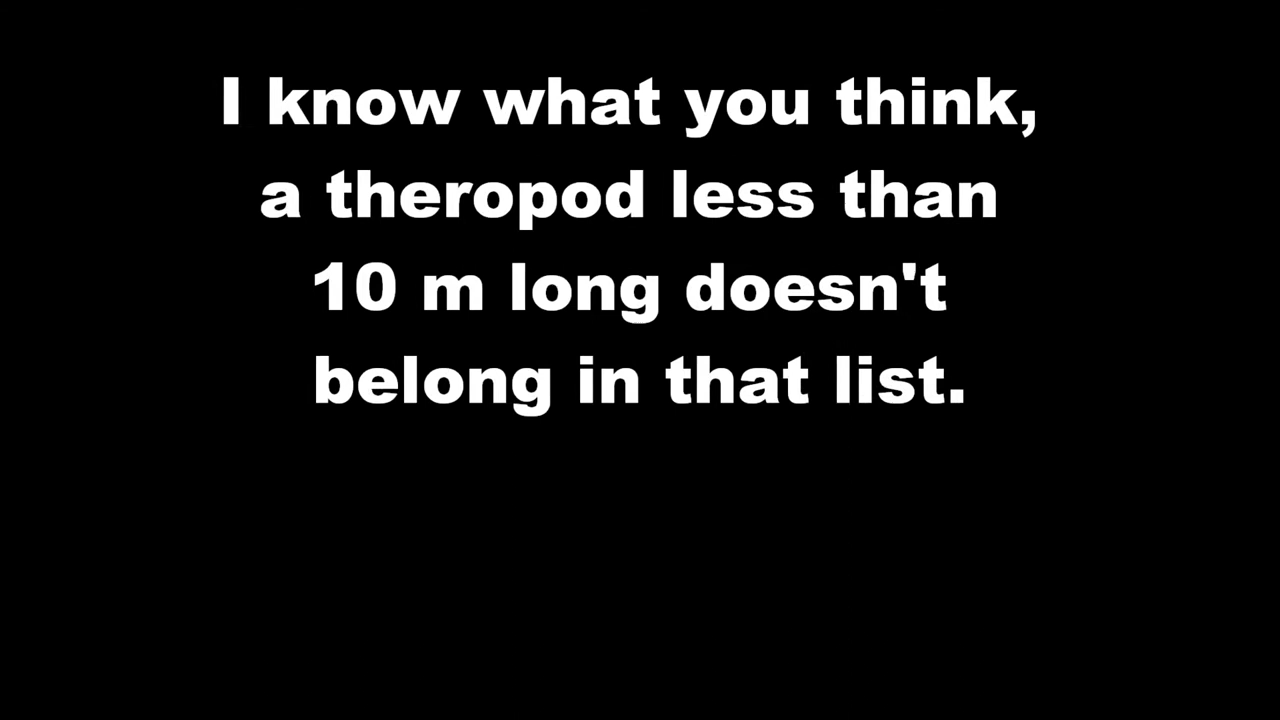 I know what you think,
a theropod less than
10 m long doesn't
belong in that list.